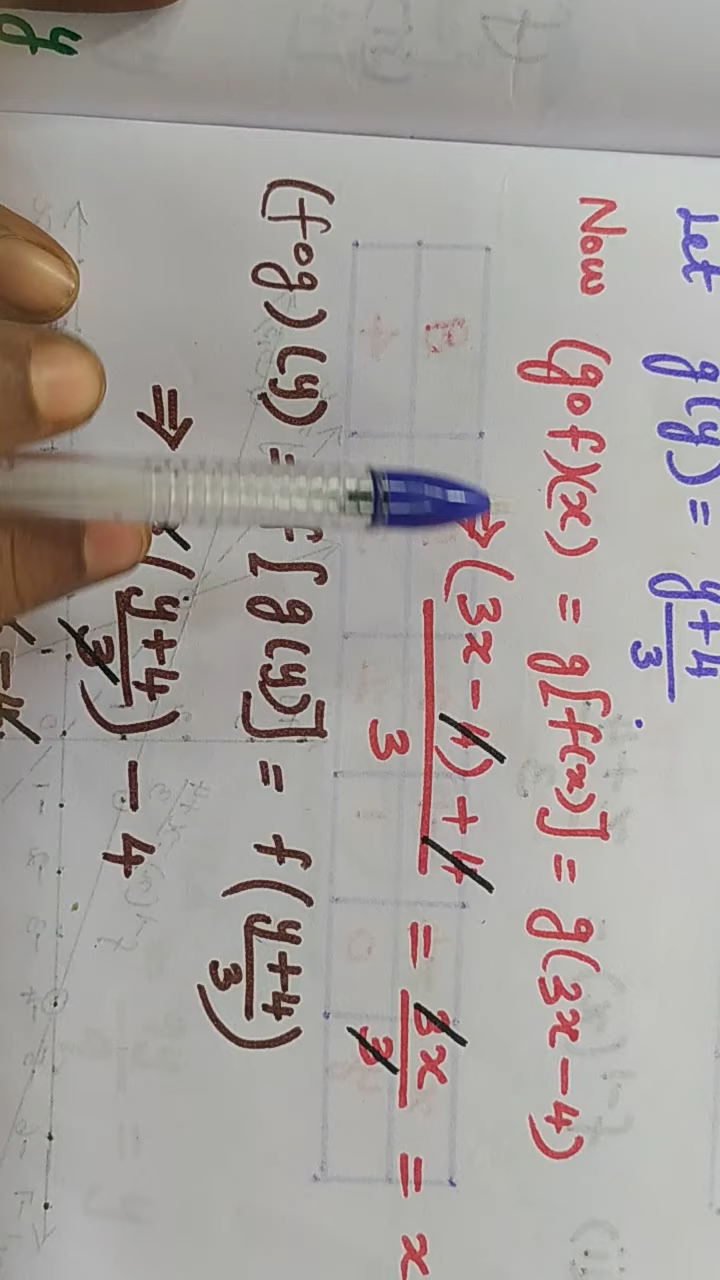 Let g(y) = (y+4)/3
Now (gof)(x) = g[f(x)] = g(3x-4)
⇒ ((3x-4)+4)/3 = 3x/3 = x
(fog)(y) = f[g(y)] = f((y+4)/3)
⇒ ((y+4)/3) - 4